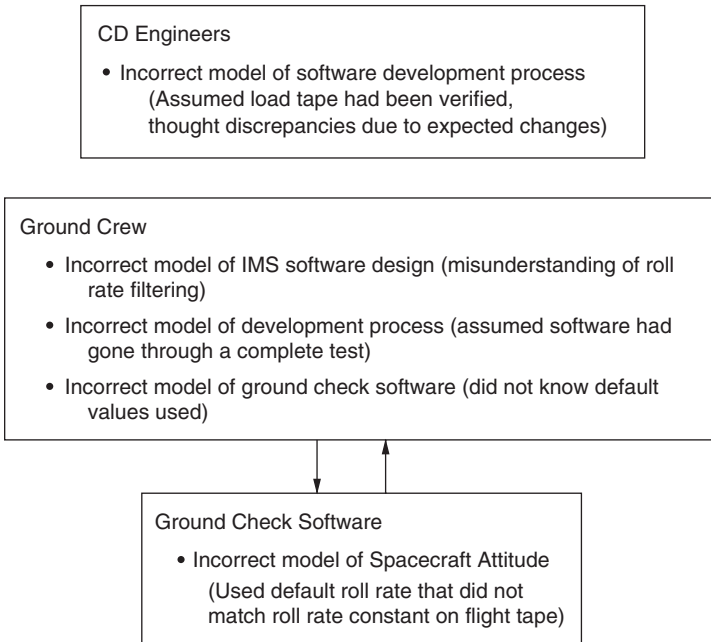 CD Engineers
• Incorrect model of software development process
(Assumed load tape had been verified,
thought discrepancies due to expected changes)
Ground Crew
• Incorrect model of IMS software design (misunderstanding of roll
rate filtering)
• Incorrect model of development process (assumed software had
gone through a complete test)
• Incorrect model of ground check software (did not know default
values used)
Ground Check Software
• Incorrect model of Spacecraft Attitude
(Used default roll rate that did not
match roll rate constant on flight tape)